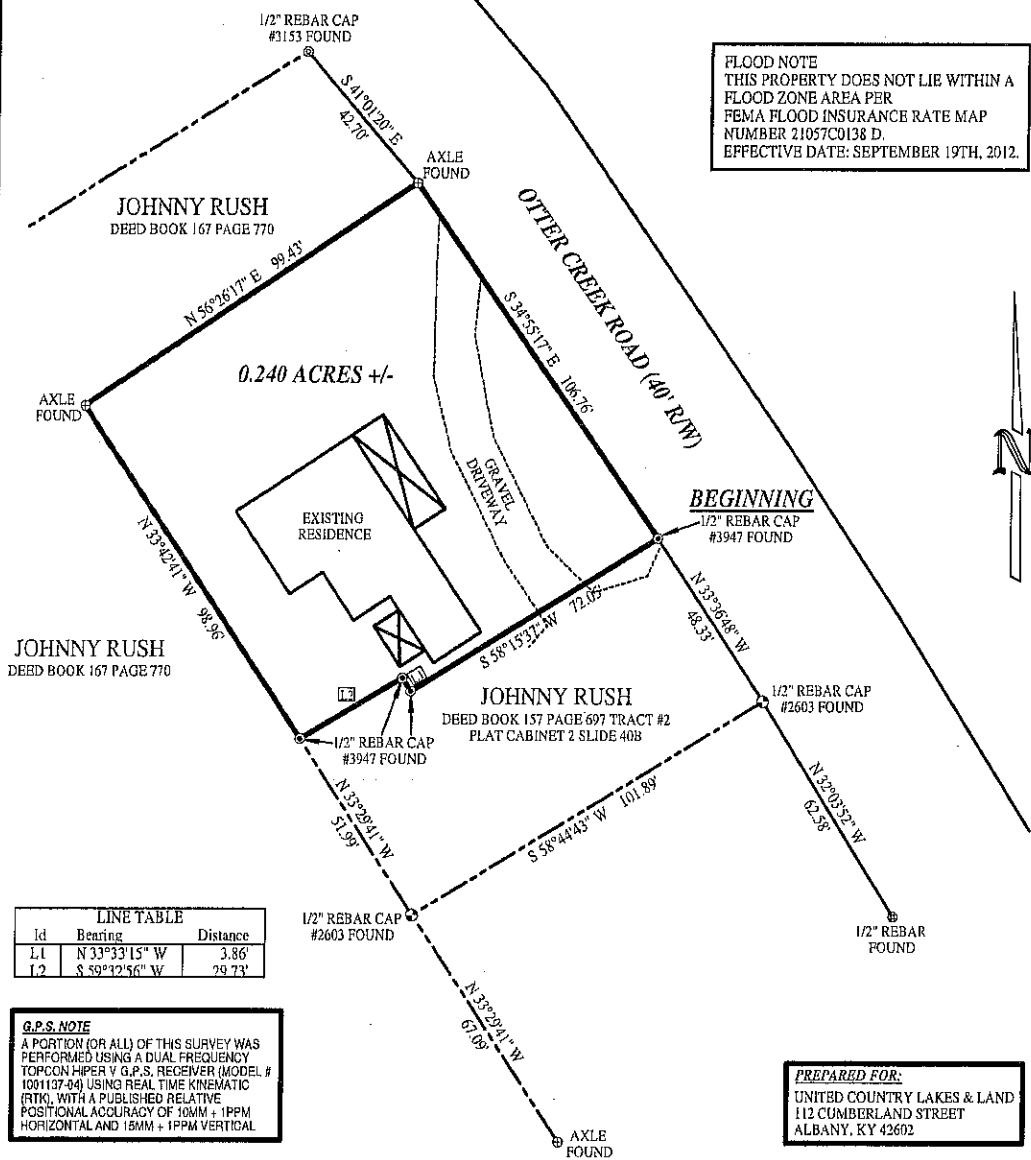 1/2" REBAR CAP
#3153 FOUND
S 41°01'20" E
42.70'
AXLE
FOUND
FLOOD NOTE
THIS PROPERTY DOES NOT LIE WITHIN A
FLOOD ZONE AREA PER
FEMA FLOOD INSURANCE RATE MAP
NUMBER 21057C0138 D.
EFFECTIVE DATE: SEPTEMBER 19TH, 2012.
JOHNNY RUSH
DEED BOOK 167 PAGE 770
N 56°26'17" E 99.43'
OTTER CREEK ROAD (40' R/W)
S 34°55'17" E 106.76'
0.240 ACRES +/-
AXLE
FOUND
N
GRAVEL
DRIVEWAY
EXISTING
RESIDENCE
BEGINNING
1/2" REBAR CAP
#3947 FOUND
N 33°42'41" W 98.96'
S 58°15'37" W 72.05'
N 33°36'48" W
48.33'
JOHNNY RUSH
DEED BOOK 167 PAGE 770
L2
L1
JOHNNY RUSH
DEED BOOK 157 PAGE 697 TRACT #2
PLAT CABINET 2 SLIDE 40B
1/2" REBAR CAP
#2603 FOUND
1/2" REBAR CAP
#3947 FOUND
N 33°29'41" W
51.99'
S 58°44'43" W 101.89'
N 32°03'52" W
62.58'
1/2" REBAR CAP
#2603 FOUND
1/2" REBAR
FOUND
LINE TABLE
Id Bearing Distance
L1 N 33°33'15" W 3.86'
L2 S 59°32'56" W 29.73'
N 33°29'41" W
67.09'
G.P.S. NOTE
A PORTION (OR ALL) OF THIS SURVEY WAS
PERFORMED USING A DUAL FREQUENCY
TOPCON HIPER V G.P.S. RECEIVER (MODEL #
1001137-04) USING REAL TIME KINEMATIC
(RTK), WITH A PUBLISHED RELATIVE
POSITIONAL ACCURACY OF 10MM + 1PPM
HORIZONTAL AND 15MM + 1PPM VERTICAL
PREPARED FOR:
UNITED COUNTRY LAKES & LAND
112 CUMBERLAND STREET
ALBANY, KY 42602
AXLE
FOUND